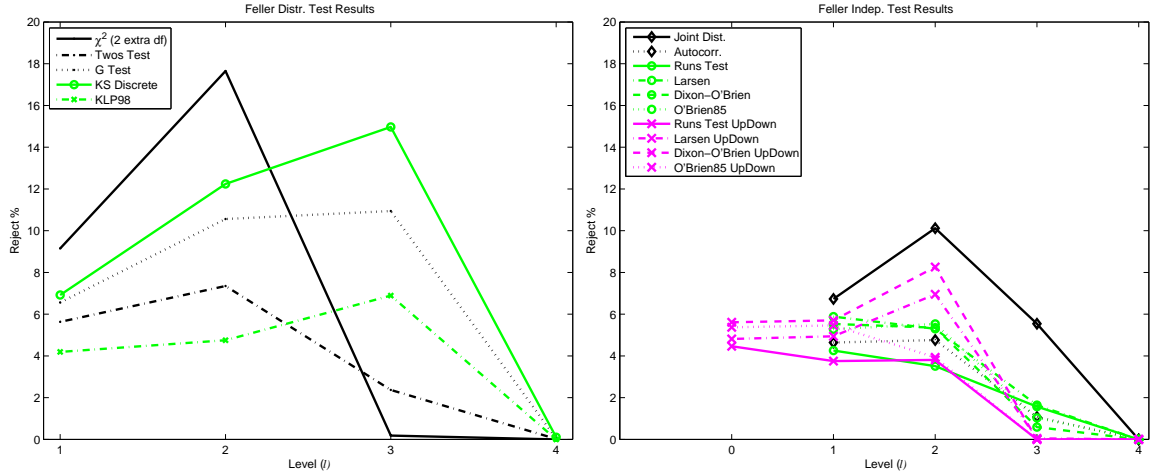 Feller Distr. Test Results
20
18
16
14
12
10
8
6
4
2
0
Reject %
χ² (2 extra df)
Twos Test
G Test
KS Discrete
KLP98
1
2
3
4
Level (l)
Feller Indep. Test Results
20
18
16
14
12
10
8
6
4
2
0
Reject %
Joint Dist.
Autocorr.
Runs Test
Larsen
Dixon−O'Brien
O'Brien85
Runs Test UpDown
Larsen UpDown
Dixon−O'Brien UpDown
O'Brien85 UpDown
0
1
2
3
4
Level (l)